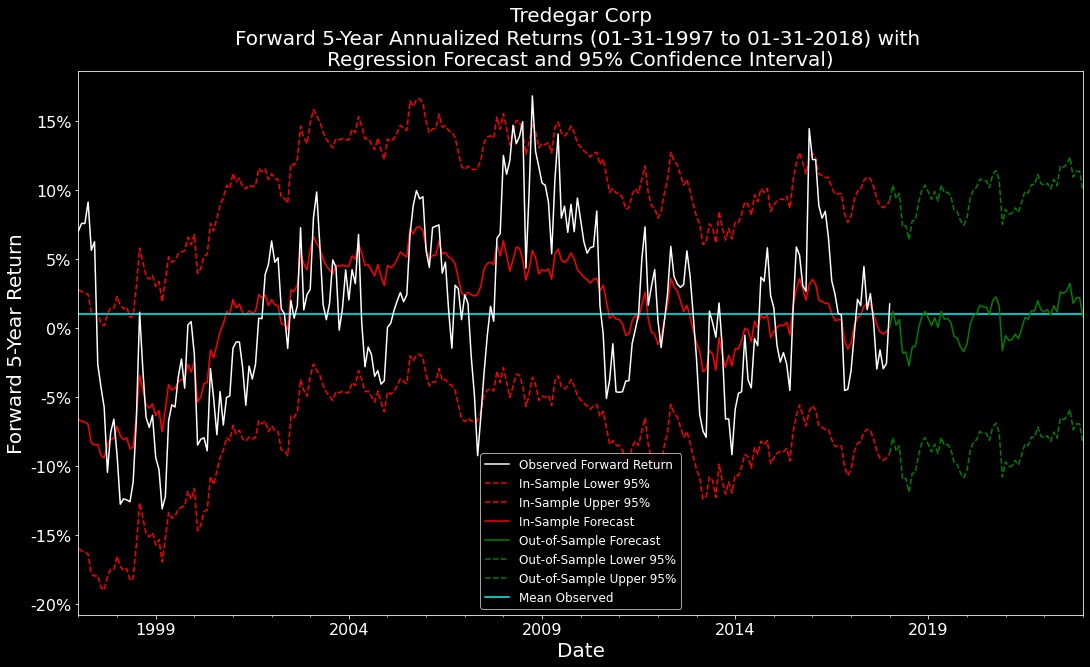 Tredegar Corp
Forward 5-Year Annualized Returns (01-31-1997 to 01-31-2018) with
Regression Forecast and 95% Confidence Interval)
Forward 5-Year Return
15%
10%
5%
0%
-5%
-10%
-15%
-20%
Observed Forward Return
In-Sample Lower 95%
In-Sample Upper 95%
In-Sample Forecast
Out-of-Sample Forecast
Out-of-Sample Lower 95%
Out-of-Sample Upper 95%
Mean Observed
1999 2004 2009 2014 2019
Date